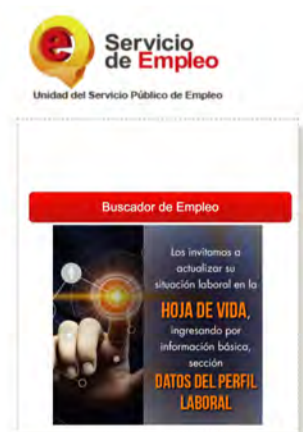 e
Servicio
de Empleo
Unidad del Servicio Público de Empleo
Buscador de Empleo
Los invitamos a
actualizar su
situación laboral en la
HOJA DE VIDA,
ingresando por
información básica,
sección
DATOS DEL PERFIL
LABORAL